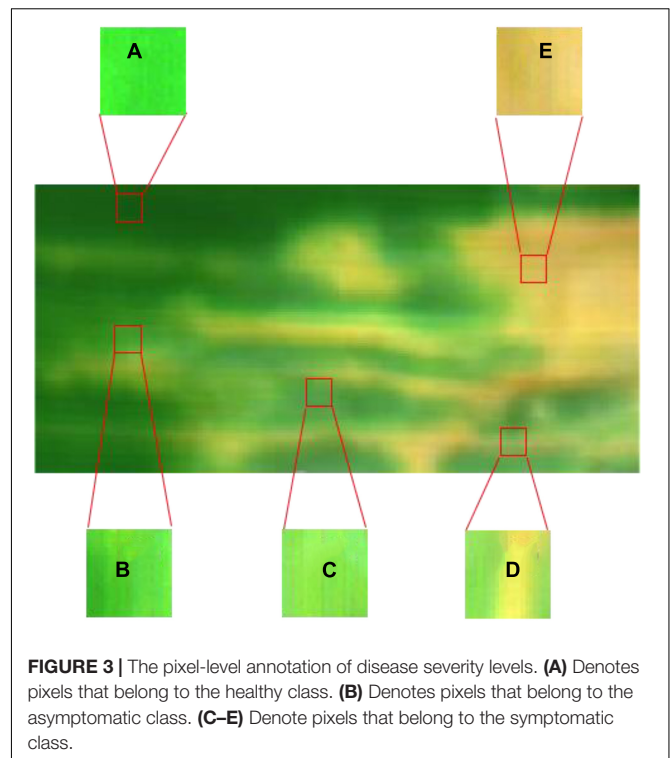 A
E
B
C
D
FIGURE 3 | The pixel-level annotation of disease severity levels. (A) Denotes
pixels that belong to the healthy class. (B) Denotes pixels that belong to the
asymptomatic class. (C–E) Denote pixels that belong to the symptomatic
class.